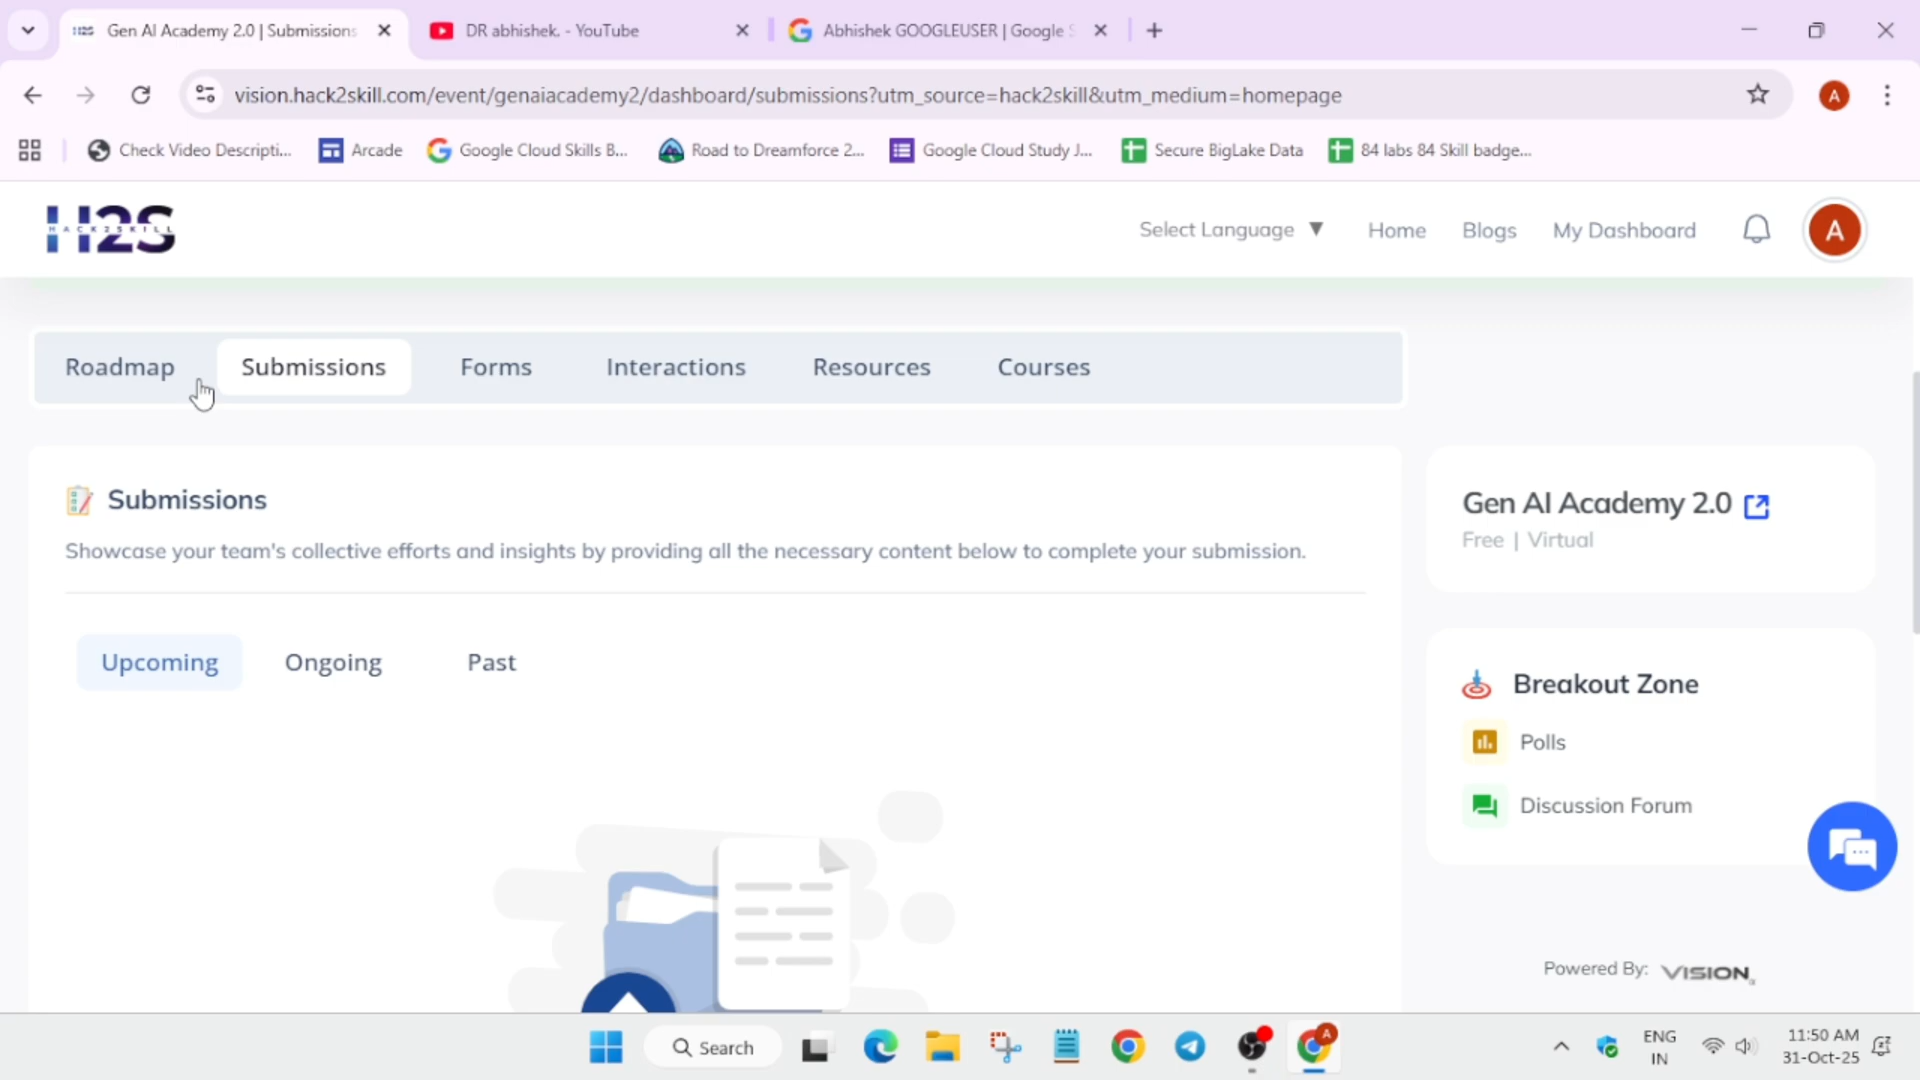 Gen AI Academy 2.0 | Submissions
DR abhishek. - YouTube
Abhishek GOOGLEUSER | Google
vision.hack2skill.com/event/genaiacademy2/dashboard/submissions?utm_source=hack2skill&utm_medium=homepage
A
Check Video Descripti...
Arcade
Google Cloud Skills B...
Road to Dreamforce 2...
Google Cloud Study J...
Secure BigLake Data
84 labs 84 Skill badge...
H2S
HACK2SKILL
Select Language ▼
Home
Blogs
My Dashboard
A
Roadmap
Submissions
Forms
Interactions
Resources
Courses
Submissions
Showcase your team's collective efforts and insights by providing all the necessary content below to complete your submission.
Upcoming
Ongoing
Past
Gen AI Academy 2.0
Free | Virtual
Breakout Zone
Polls
Discussion Forum
Powered By: VISION
Search
A
ENG
IN
11:50 AM
31-Oct-25